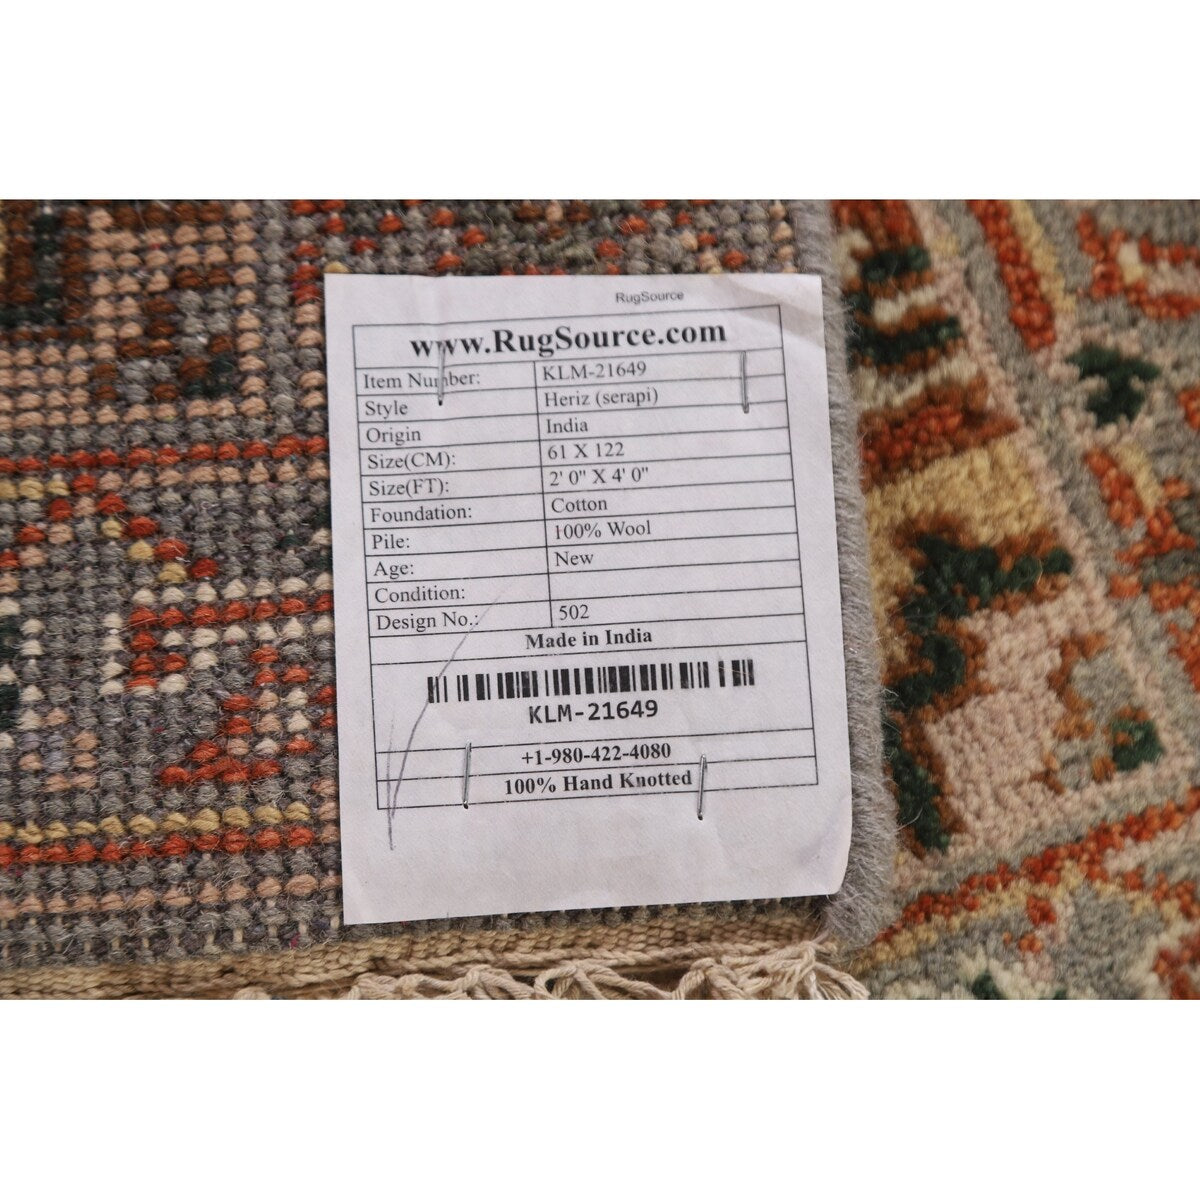 RugSource
www.RugSource.com
Item Number: KLM-21649
Style Heriz (serapi)
Origin India
Size(CM): 61 X 122
Size(FT): 2' 0" X 4' 0"
Foundation: Cotton
Pile: 100% Wool
Age: New
Condition:
Design No.: 502
Made in India
KLM-21649
+1-980-422-4080
100% Hand Knotted